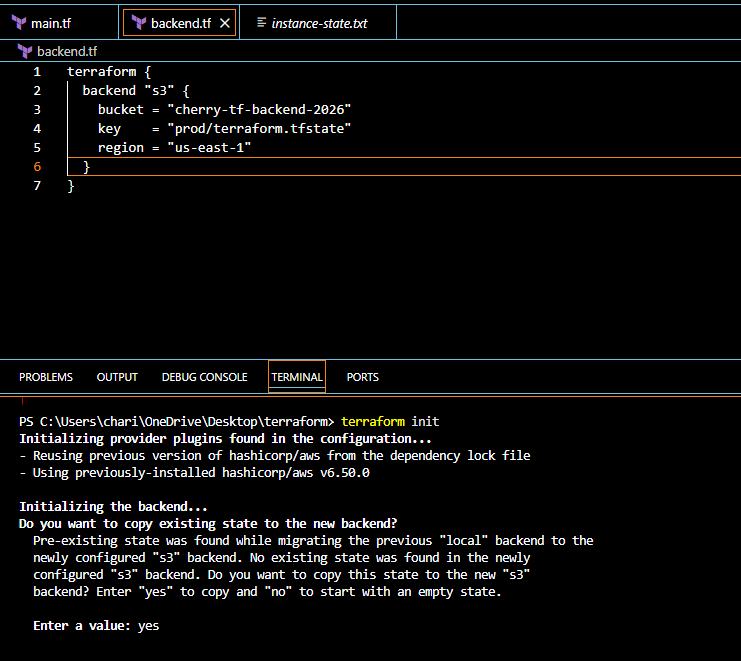 main.tf
backend.tf
instance-state.txt
backend.tf
1 terraform {
2   backend "s3" {
3     bucket = "cherry-tf-backend-2026"
4     key    = "prod/terraform.tfstate"
5     region = "us-east-1"
6   }
7 }
PROBLEMS OUTPUT DEBUG CONSOLE TERMINAL PORTS
PS C:\Users\chari\OneDrive\Desktop\terraform> terraform init
Initializing provider plugins found in the configuration...
- Reusing previous version of hashicorp/aws from the dependency lock file
- Using previously-installed hashicorp/aws v6.50.0
Initializing the backend...
Do you want to copy existing state to the new backend?
  Pre-existing state was found while migrating the previous "local" backend to the
  newly configured "s3" backend. No existing state was found in the newly
  configured "s3" backend. Do you want to copy this state to the new "s3"
  backend? Enter "yes" to copy and "no" to start with an empty state.
  Enter a value: yes